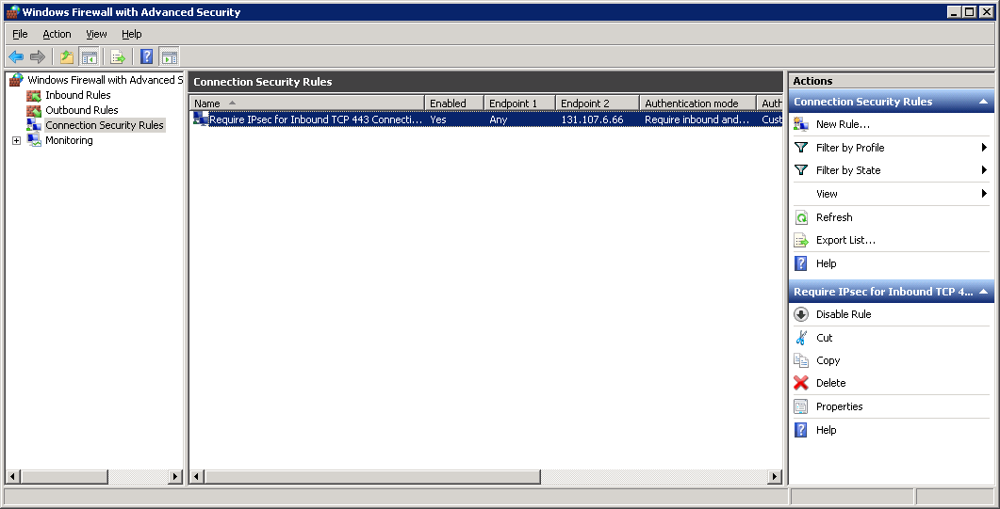 Windows Firewall with Advanced Security
File Action View Help
Windows Firewall with Advanced S
Inbound Rules
Outbound Rules
Connection Security Rules
Monitoring
Connection Security Rules
Name Enabled Endpoint 1 Endpoint 2 Authentication mode Auth
Require IPsec for Inbound TCP 443 Connecti... Yes Any 131.107.6.66 Require inbound and... Cust
Actions
Connection Security Rules
New Rule...
Filter by Profile
Filter by State
View
Refresh
Export List...
Help
Require IPsec for Inbound TCP 4...
Disable Rule
Cut
Copy
Delete
Properties
Help